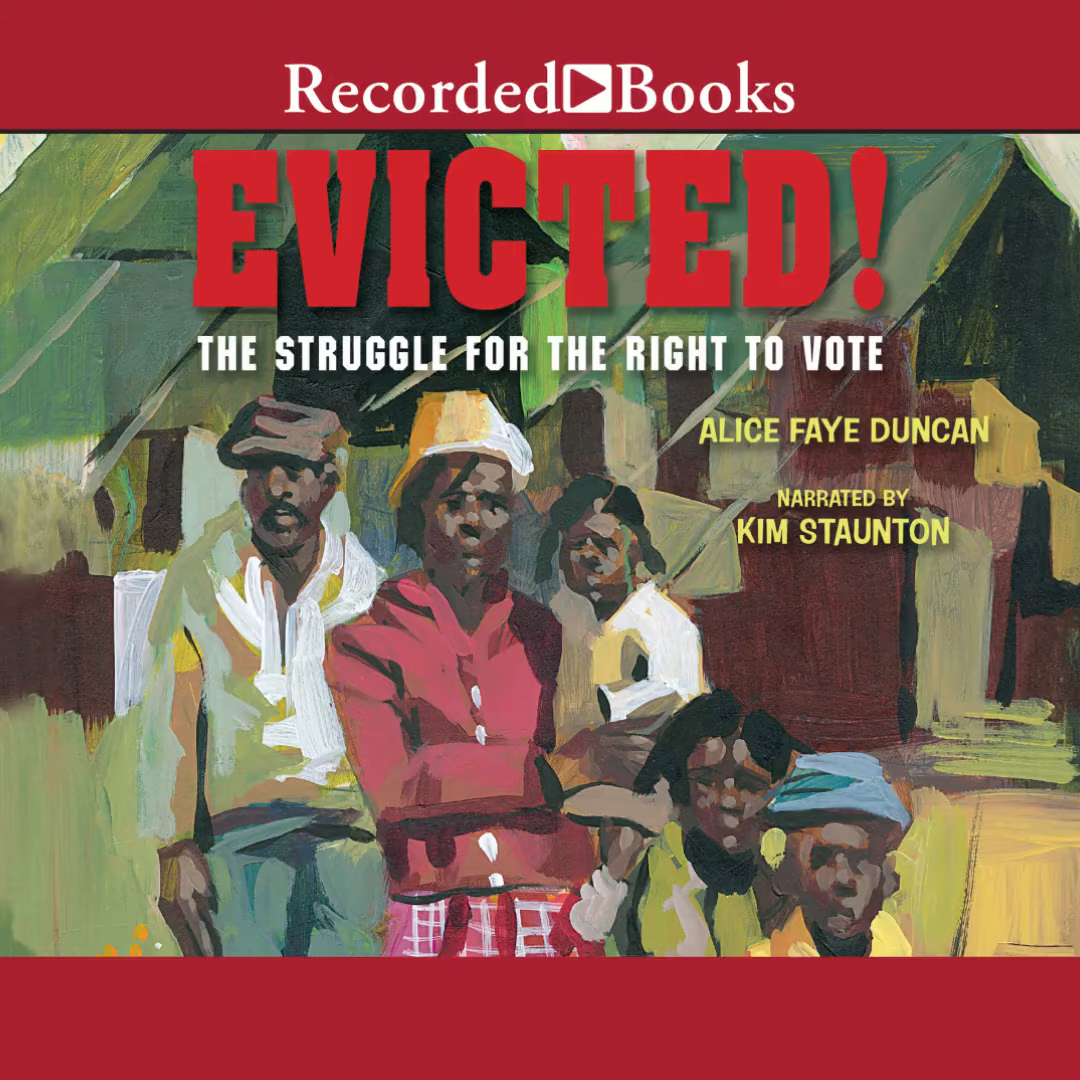 Recorded Books
EVICTED!
THE STRUGGLE FOR THE RIGHT TO VOTE
ALICE FAYE DUNCAN
NARRATED BY
KIM STAUNTON